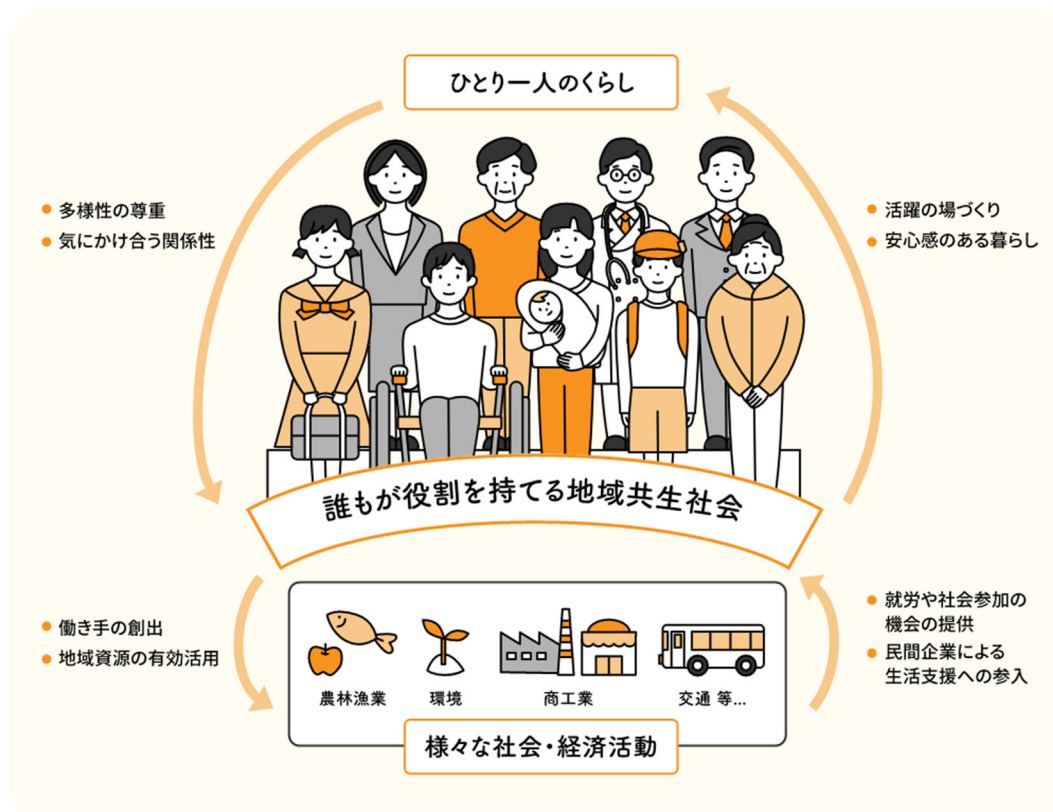 ひとり一人のくらし
多様性の尊重
気にかけ合う関係性
活躍の場づくり
安心感のある暮らし
誰もが役割を持てる地域共生社会
働き手の創出
地域資源の有効活用
就労や社会参加の
機会の提供
民間企業による
生活支援への参入
農林漁業
環境
商工業
交通 等...
様々な社会・経済活動